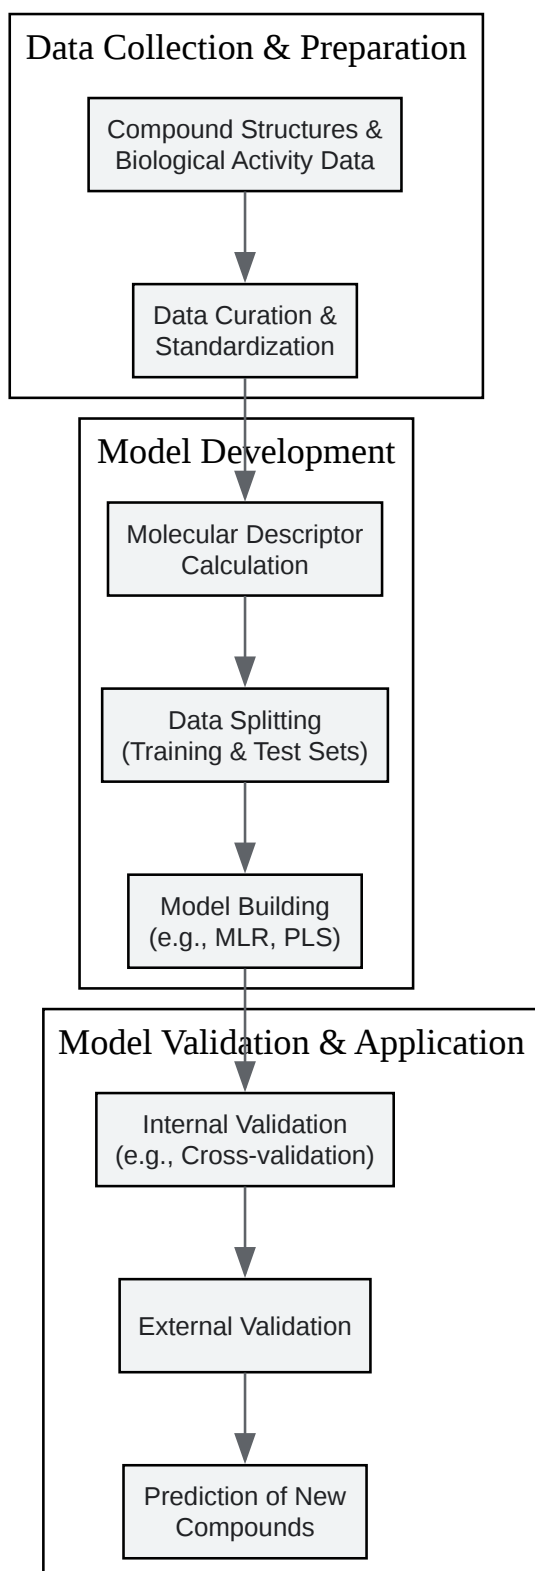 Data Collection & Preparation
Compound Structures &
Biological Activity Data
Data Curation &
Standardization
Model Development
Molecular Descriptor
Calculation
Data Splitting
(Training & Test Sets)
Model Building
(e.g., MLR, PLS)
Model Validation & Application
Internal Validation
(e.g., Cross-validation)
External Validation
Prediction of New
Compounds